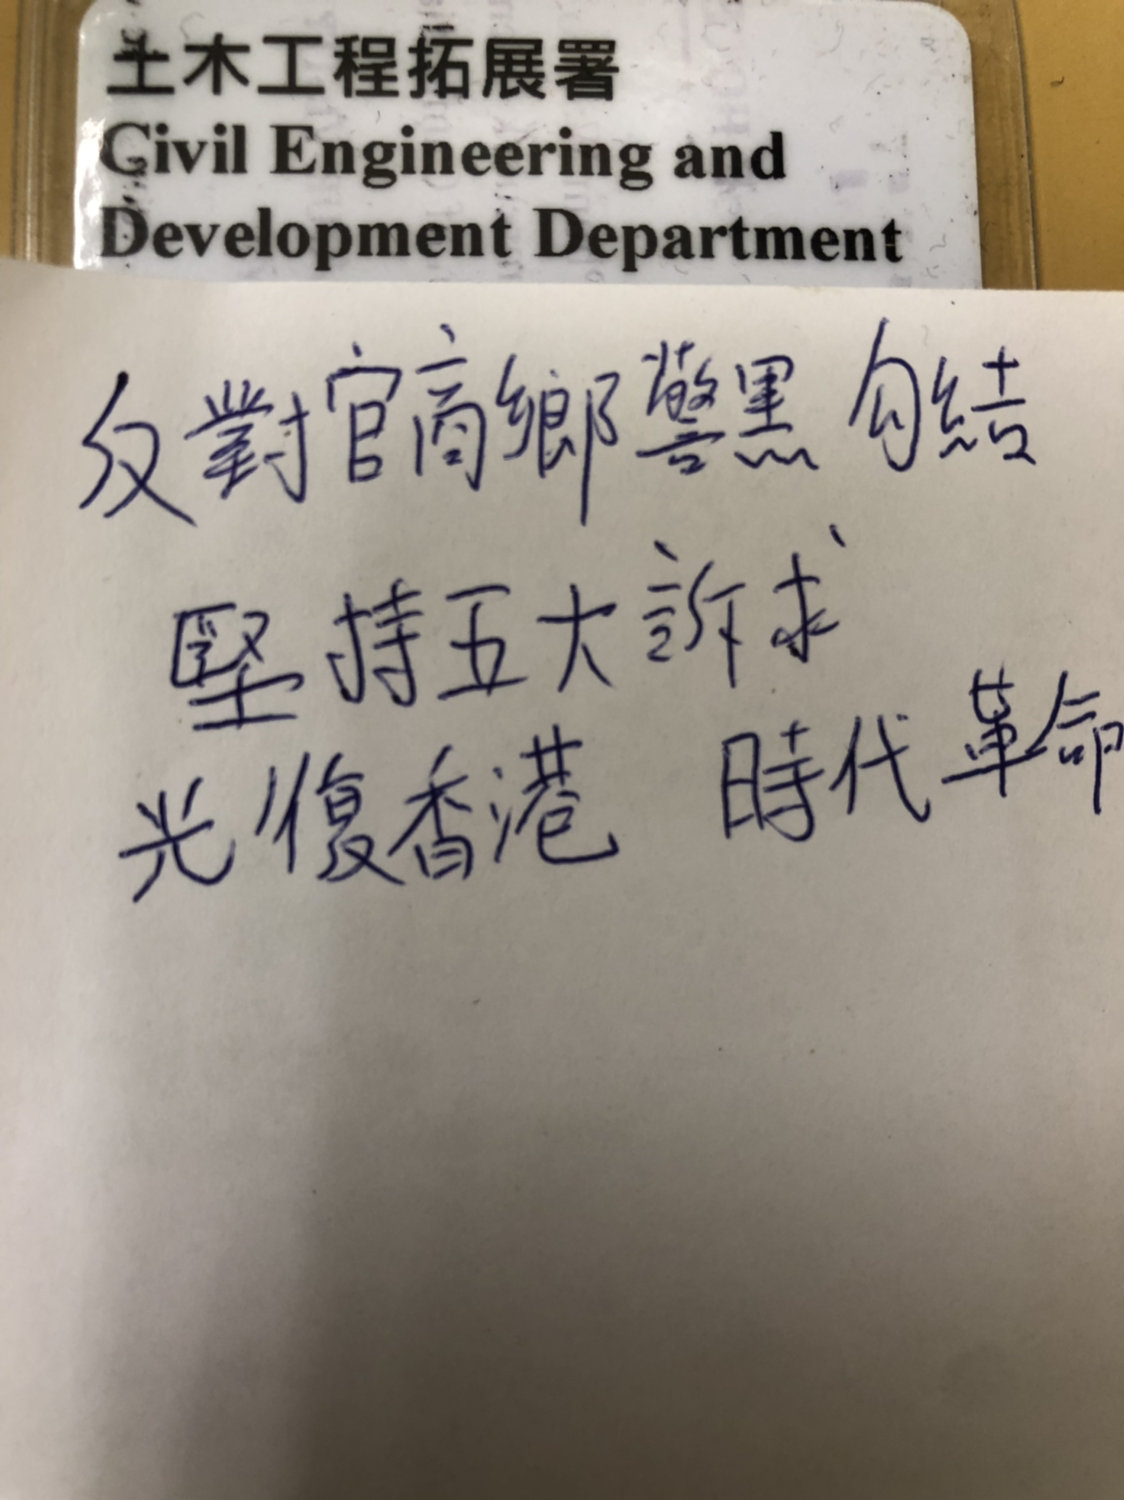 土木工程拓展署
Civil Engineering and
Development Department
反對官商鄉警黑勾結
堅持五大訴求
光復香港 時代革命